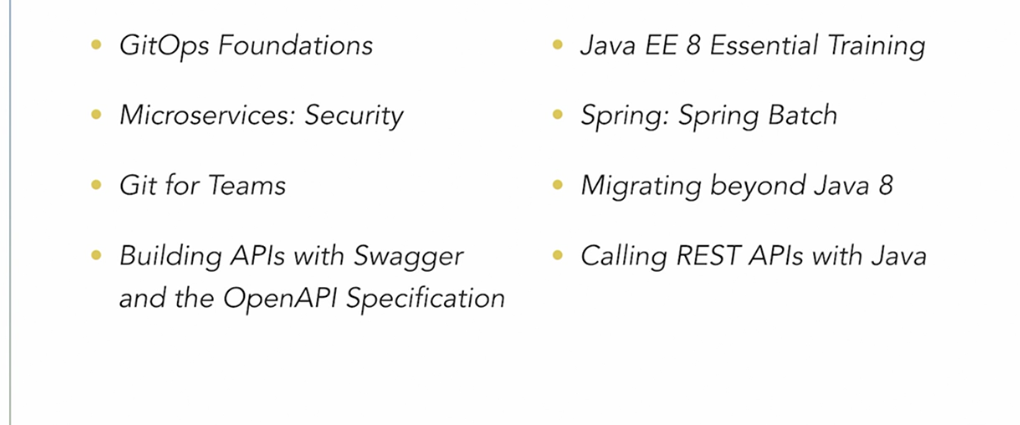 GitOps Foundations
Microservices: Security
Git for Teams
Building APIs with Swagger
and the OpenAPI Specification
Java EE 8 Essential Training
Spring: Spring Batch
Migrating beyond Java 8
Calling REST APIs with Java